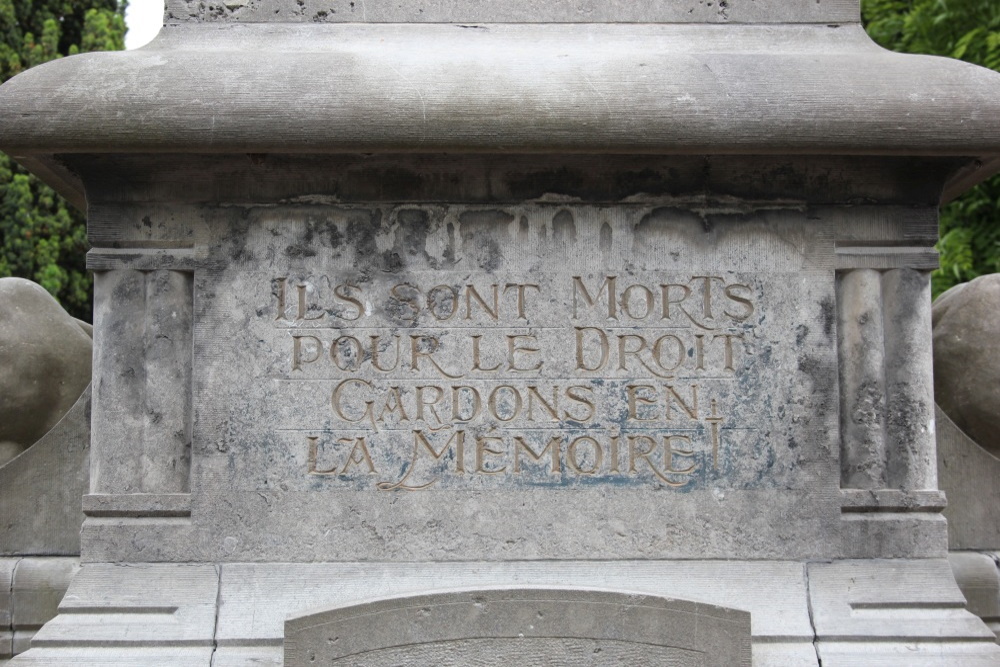 ILS SONT MORTS
POUR LE DROIT
GARDONS EN
LA MÉMOIRE!